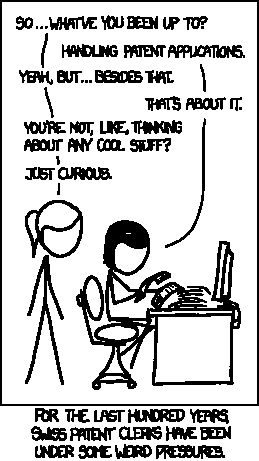 SO... WHAT'VE YOU BEEN UP TO?
HANDLING PATENT APPLICATIONS.
YEAH, BUT... BESIDES THAT.
THAT'S ABOUT IT.
YOU'RE NOT, LIKE, THINKING
ABOUT ANY COOL STUFF?
JUST CURIOUS.
FOR THE LAST HUNDRED YEARS,
SWISS PATENT CLERKS HAVE BEEN
UNDER SOME WEIRD PRESSURES.